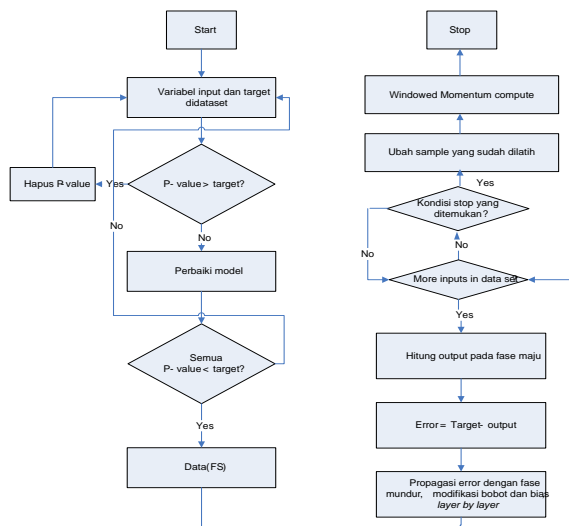 Start
Variabel input dan target
didataset
P- value> target?
Yes
Hapus P-value
No
No
Perbaiki model
Semua
P- value< target?
Yes
Data(FS)
Stop
Windowed Momentum compute
Ubah sample yang sudah dilatih
Yes
Kondisi stop yang
ditemukan?
No
No
More inputs in data set
Yes
Hitung output pada fase maju
Error= Target- output
Propagasi error dengan fase
mundur, modifikasi bobot dan bias
layer by layer